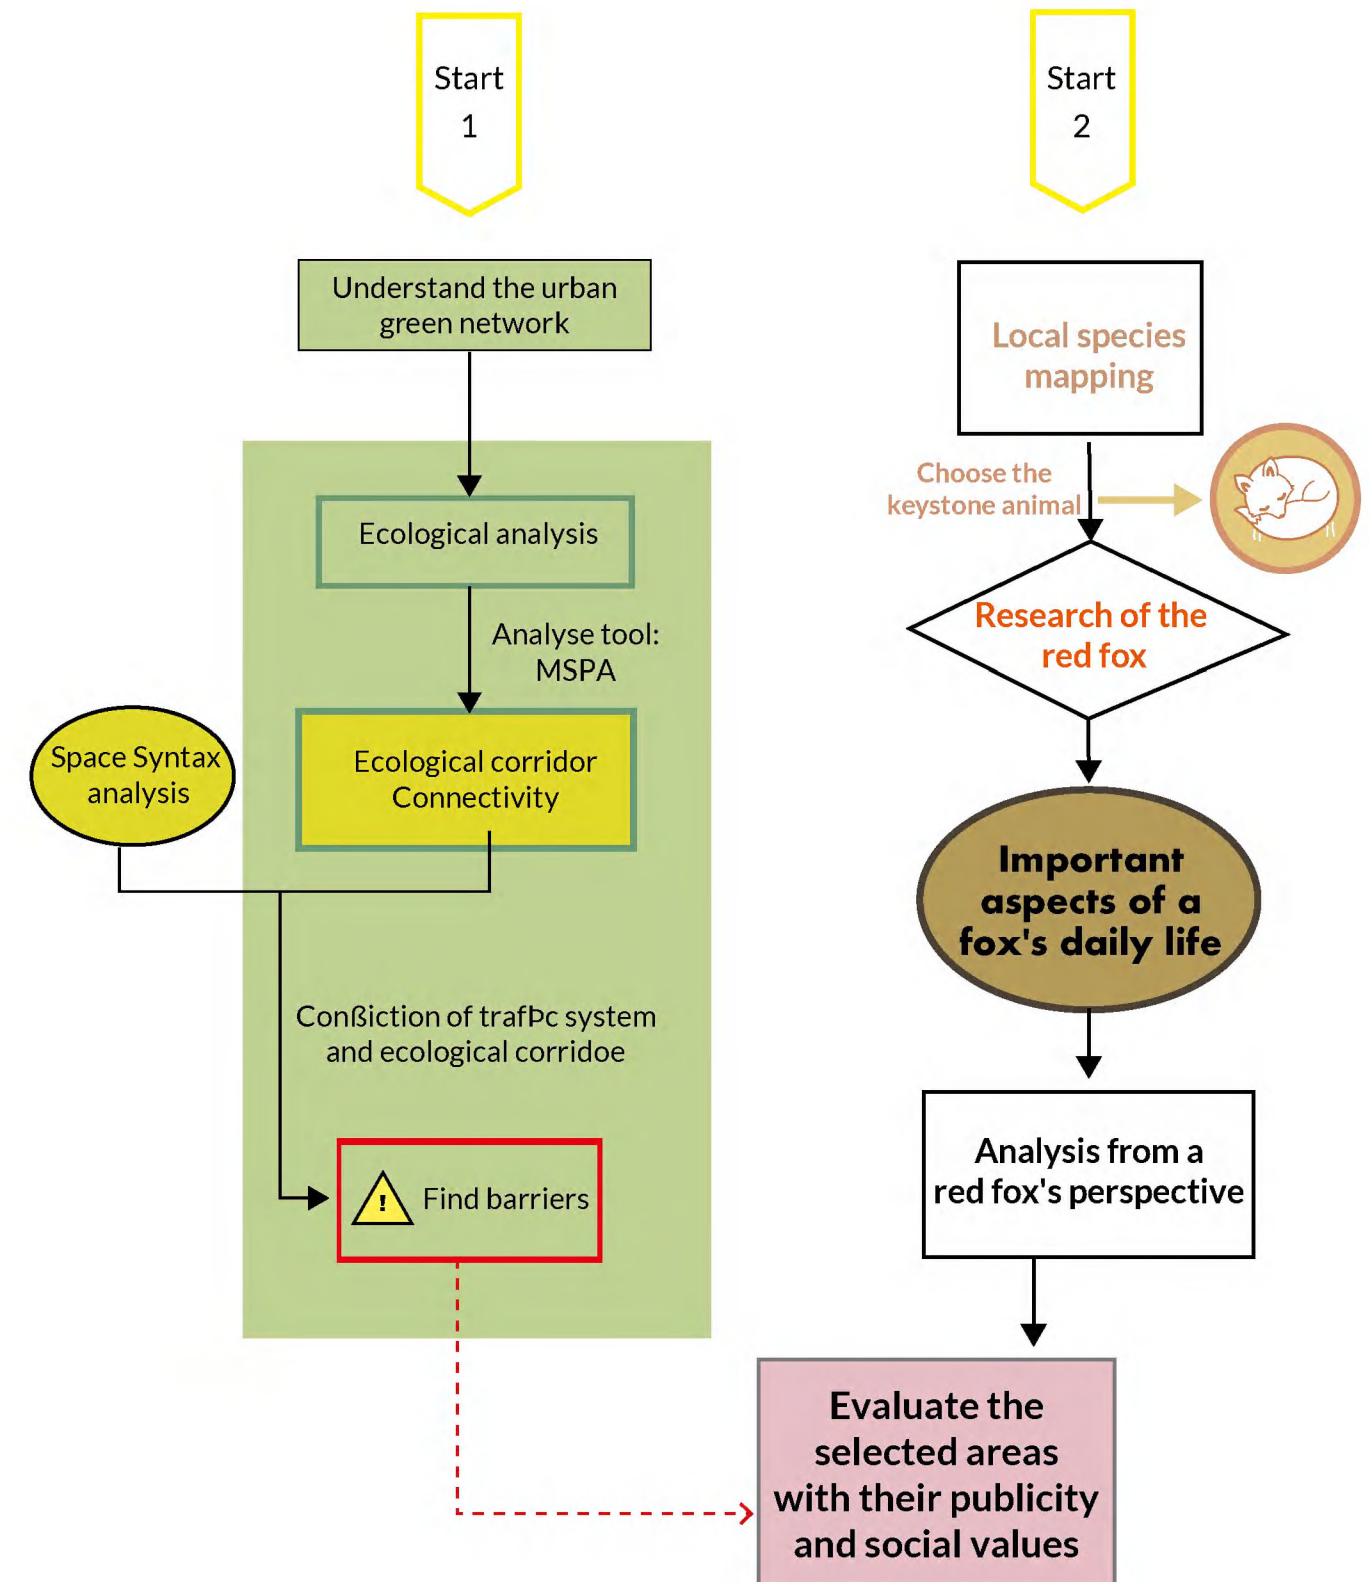 Start
1
Understand the urban
green network
Ecological analysis
Analyse tool:
MSPA
Space Syntax
analysis
Ecological corridor
Connectivity
Conßiction of trafÞc system
and ecological corridoe
!
Find barriers
Start
2
Local species
mapping
Choose the
keystone animal
Research of the
red fox
Important
aspects of a
fox's daily life
Analysis from a
red fox's perspective
Evaluate the
selected areas
with their publicity
and social values